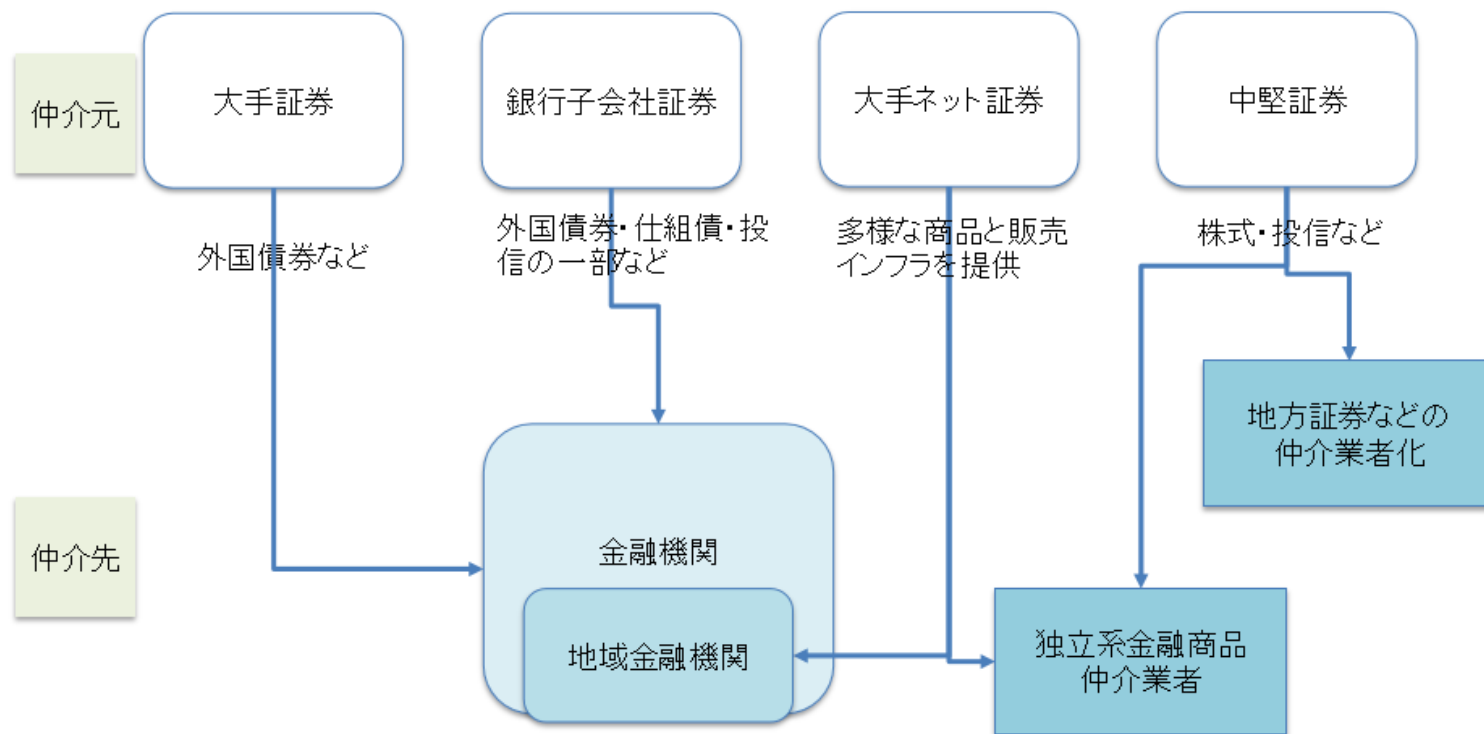 仲介元
大手証券
銀行子会社証券
大手ネット証券
中堅証券
外国債券など
外国債券・仕組債・投
信の一部など
多様な商品と販売
インフラを提供
株式・投信など
地方証券などの
仲介業者化
仲介先
金融機関
地域金融機関
独立系金融商品
仲介業者